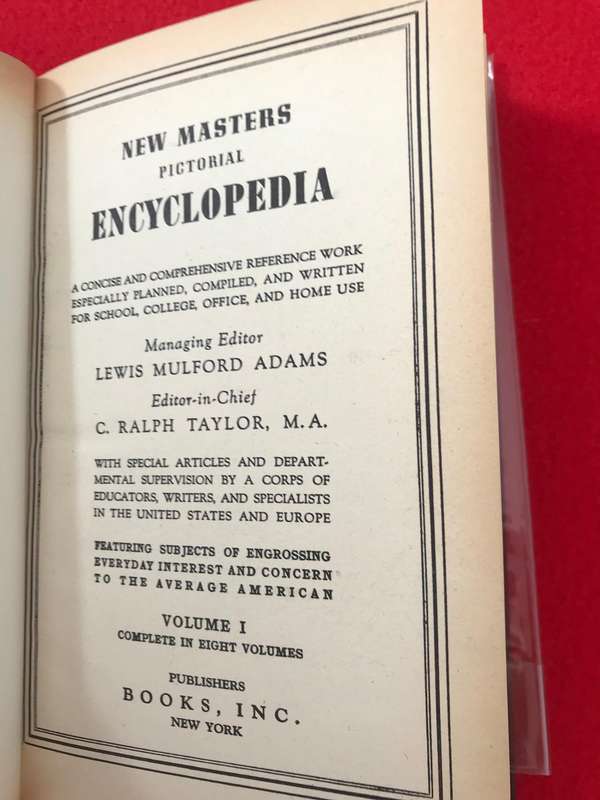 NEW MASTERS
PICTORIAL
ENCYCLOPEDIA
A CONCISE AND COMPREHENSIVE REFERENCE WORK
ESPECIALLY PLANNED, COMPILED, AND WRITTEN
FOR SCHOOL, COLLEGE, OFFICE, AND HOME USE
Managing Editor
LEWIS MULFORD ADAMS
Editor-in-Chief
C. RALPH TAYLOR, M.A.
WITH SPECIAL ARTICLES AND DEPART-
MENTAL SUPERVISION BY A CORPS OF
EDUCATORS, WRITERS, AND SPECIALISTS
IN THE UNITED STATES AND EUROPE
FEATURING SUBJECTS OF ENGROSSING
EVERYDAY INTEREST AND CONCERN
TO THE AVERAGE AMERICAN
VOLUME I
COMPLETE IN EIGHT VOLUMES
PUBLISHERS
BOOKS, INC.
NEW YORK